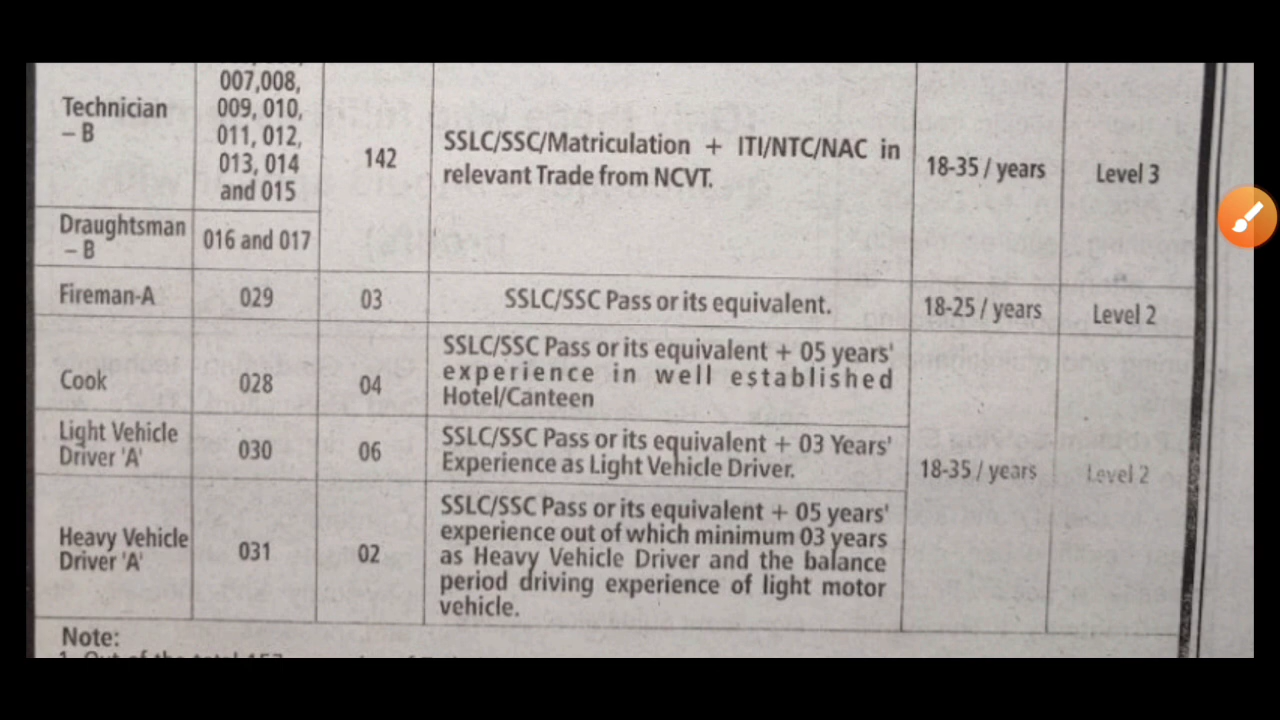 007,008,
Technician
– B
009, 010,
011, 012,
013, 014
and 015
142
SSLC/SSC/Matriculation + ITI/NTC/NAC in
relevant Trade from NCVT.
18-35 / years
Level 3
Draughtsman
– B
016 and 017
Fireman-A
029
03
SSLC/SSC Pass or its equivalent.
18-25 / years
Level 2
Cook
028
04
SSLC/SSC Pass or its equivalent + 05 years'
experience in well established
Hotel/Canteen
Light Vehicle
Driver 'A'
030
06
SSLC/SSC Pass or its equivalent + 03 Years'
Experience as Light Vehicle Driver.
18-35 / years
Level 2
Heavy Vehicle
Driver 'A'
031
02
SSLC/SSC Pass or its equivalent + 05 years'
experience out of which minimum 03 years
as Heavy Vehicle Driver and the balance
period driving experience of light motor
vehicle.
Note: